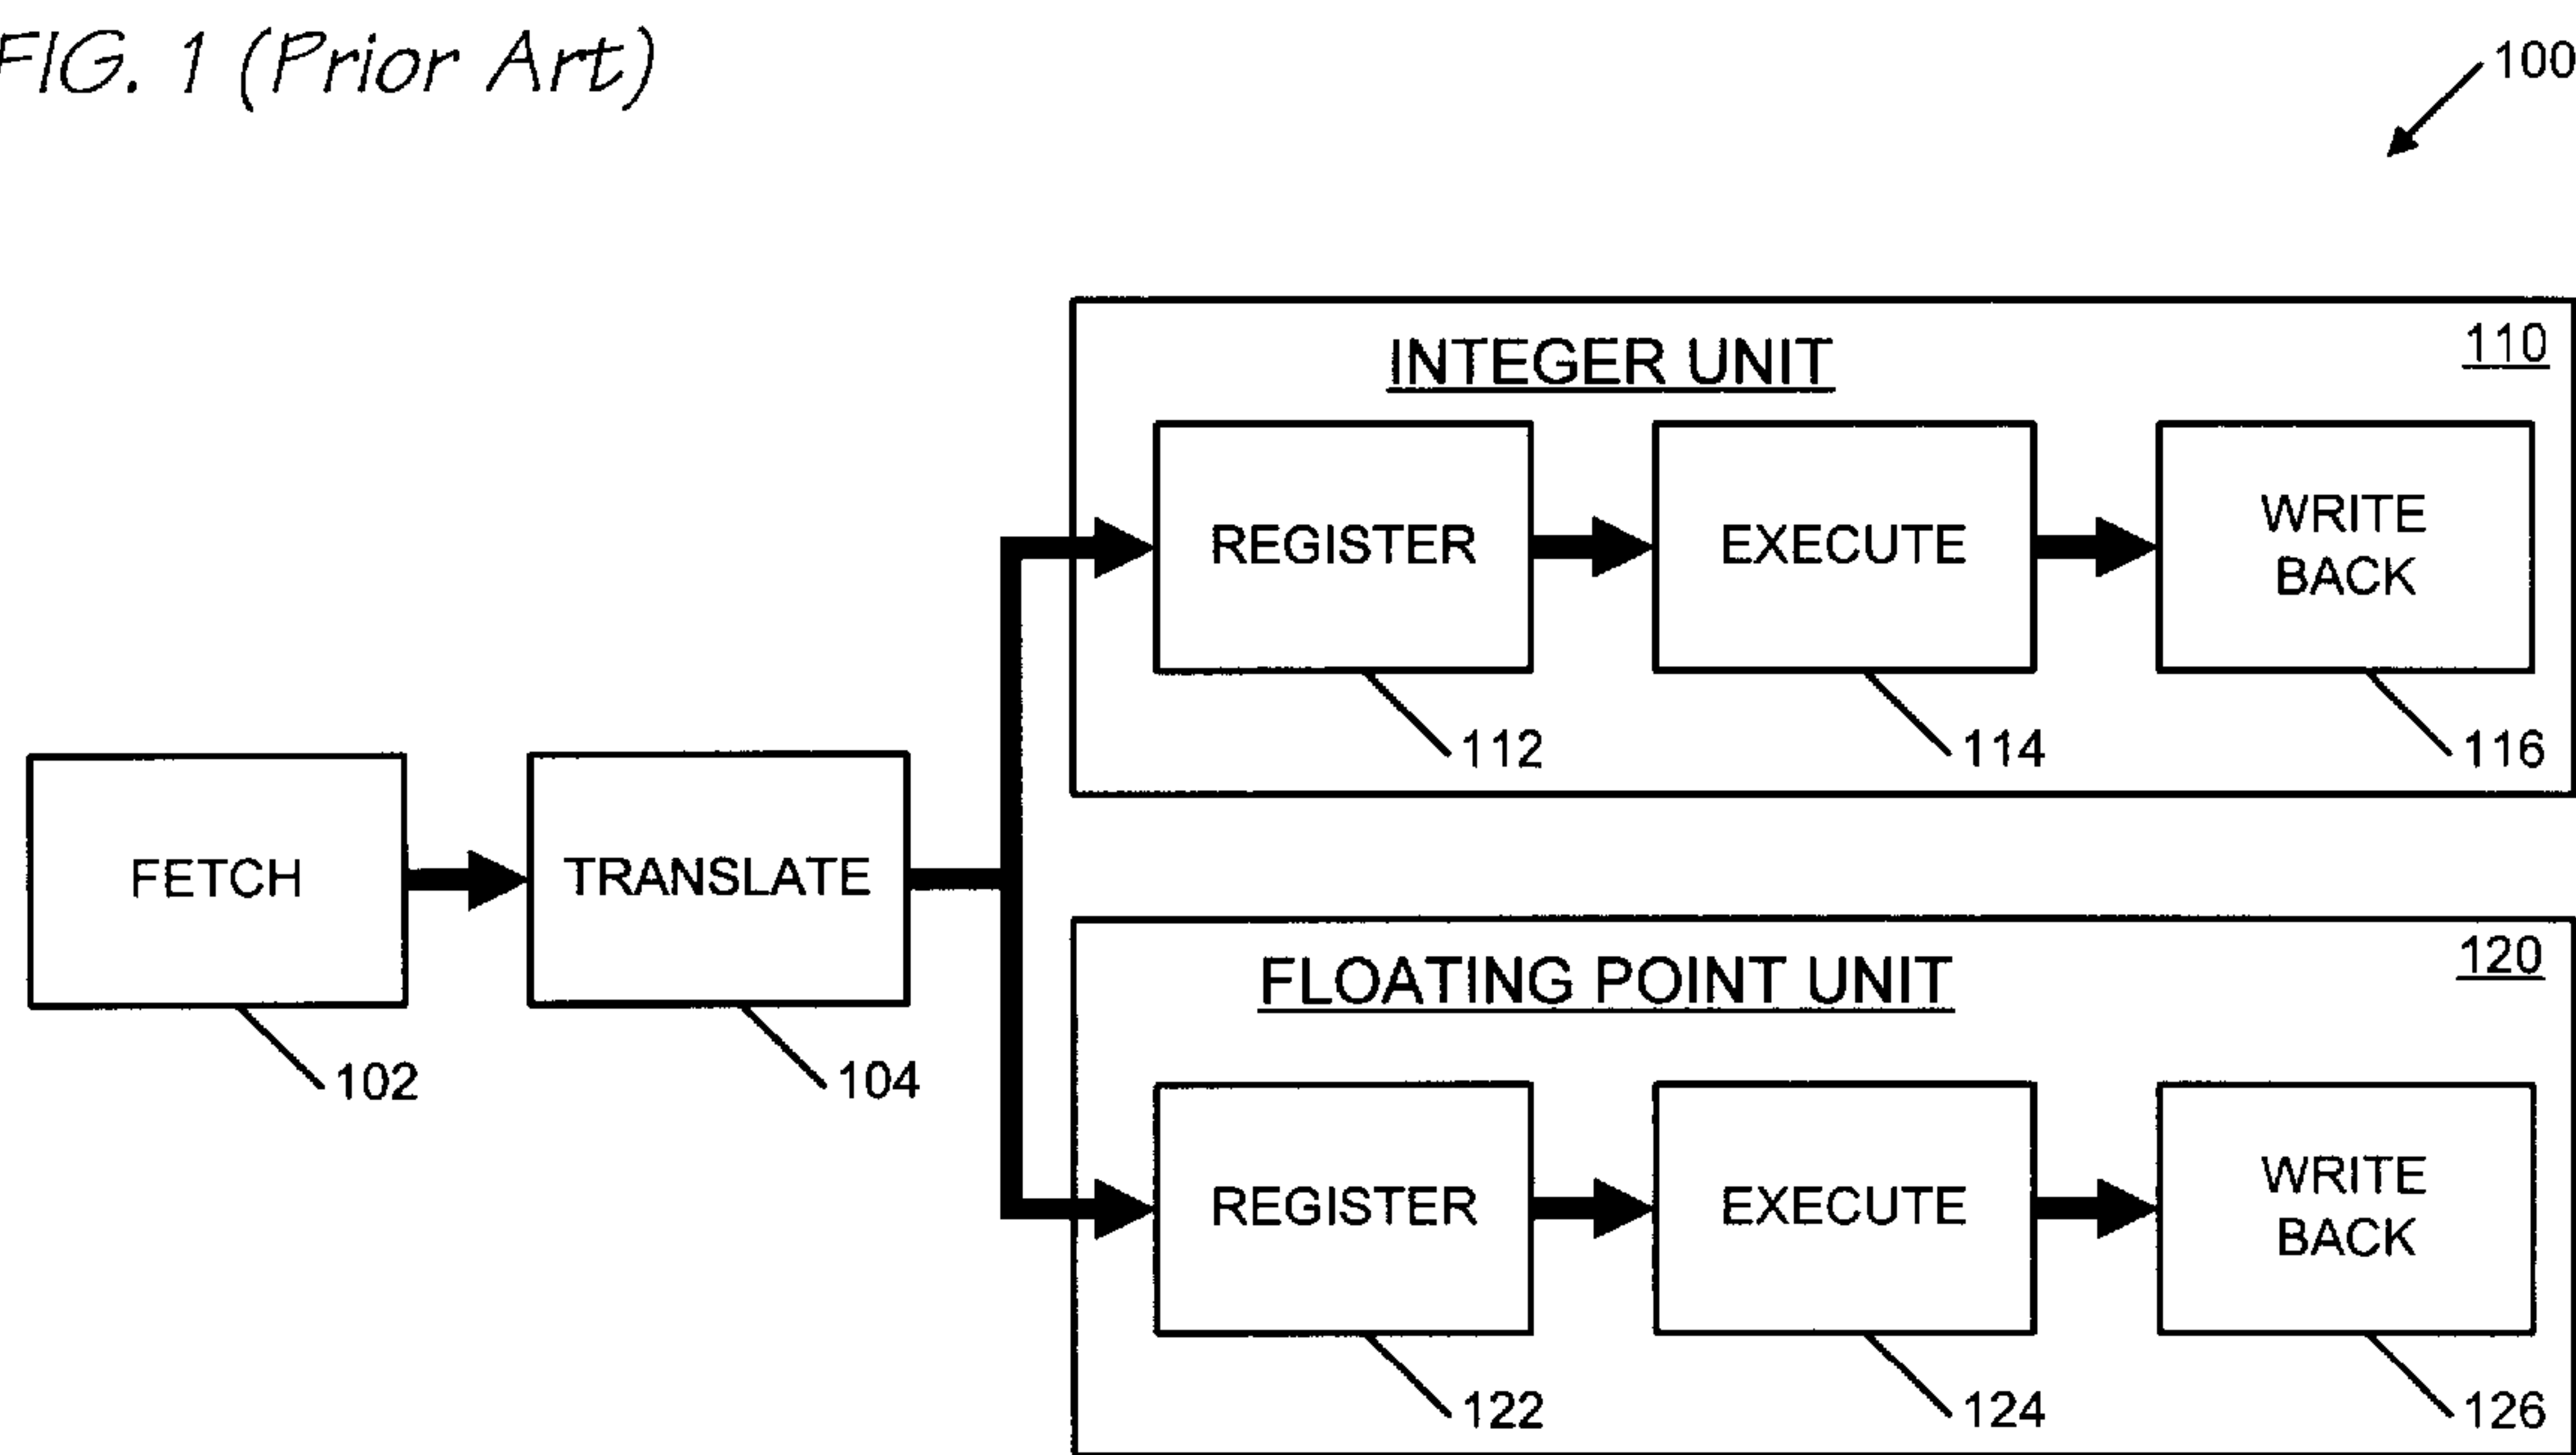 FIG. 1 (Prior Art)
100
INTEGER UNIT
110
REGISTER
EXECUTE
WRITE
BACK
112
114
116
FETCH
TRANSLATE
102
104
FLOATING POINT UNIT
120
REGISTER
EXECUTE
WRITE
BACK
122
124
126